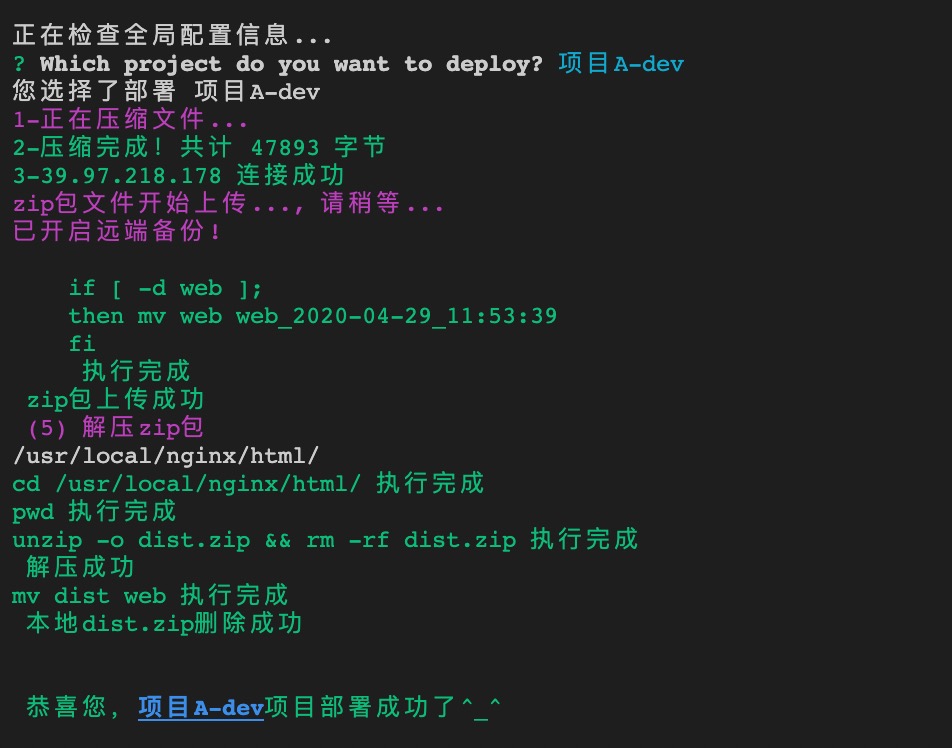 正在检查全局配置信息...
? Which project do you want to deploy? 项目A-dev
您选择了部署 项目A-dev
1-正在压缩文件...
2-压缩完成！共计 47893 字节
3-39.97.218.178 连接成功
zip包文件开始上传..., 请稍等...
已开启远端备份!
if [ -d web ];
then mv web web_2020-04-29_11:53:39
fi
执行完成
zip包上传成功
(5) 解压zip包
/usr/local/nginx/html/
cd /usr/local/nginx/html/ 执行完成
pwd 执行完成
unzip -o dist.zip && rm -rf dist.zip 执行完成
解压成功
mv dist web 执行完成
本地dist.zip删除成功
恭喜您, 项目A-dev项目部署成功了^_^